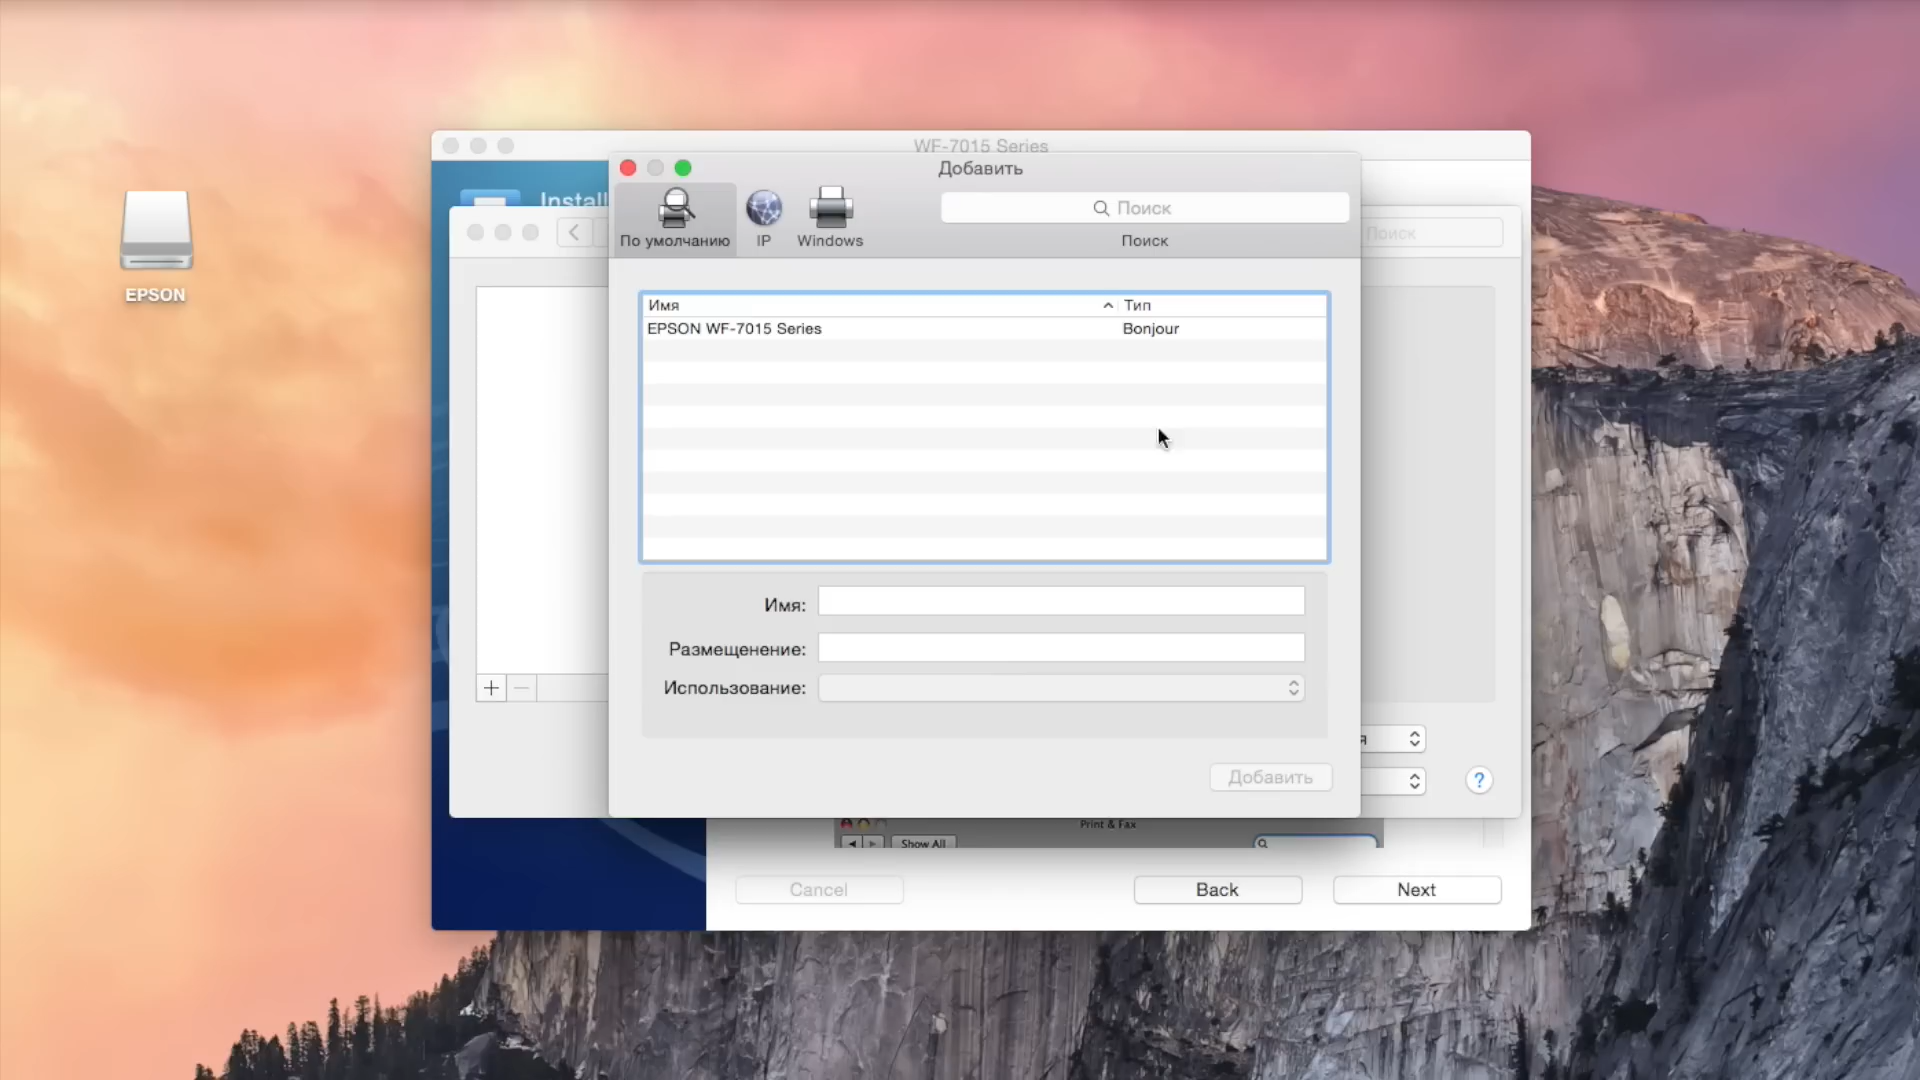 WF-7015 Series
Добавить
Install
По умолчанию
IP
Windows
Поиск
Поиск
Поиск
EPSON
Имя
Тип
EPSON WF-7015 Series
Bonjour
Имя:
Размещенение:
Использование:
я
Добавить
?
Print & Fax
Show All
Cancel
Back
Next